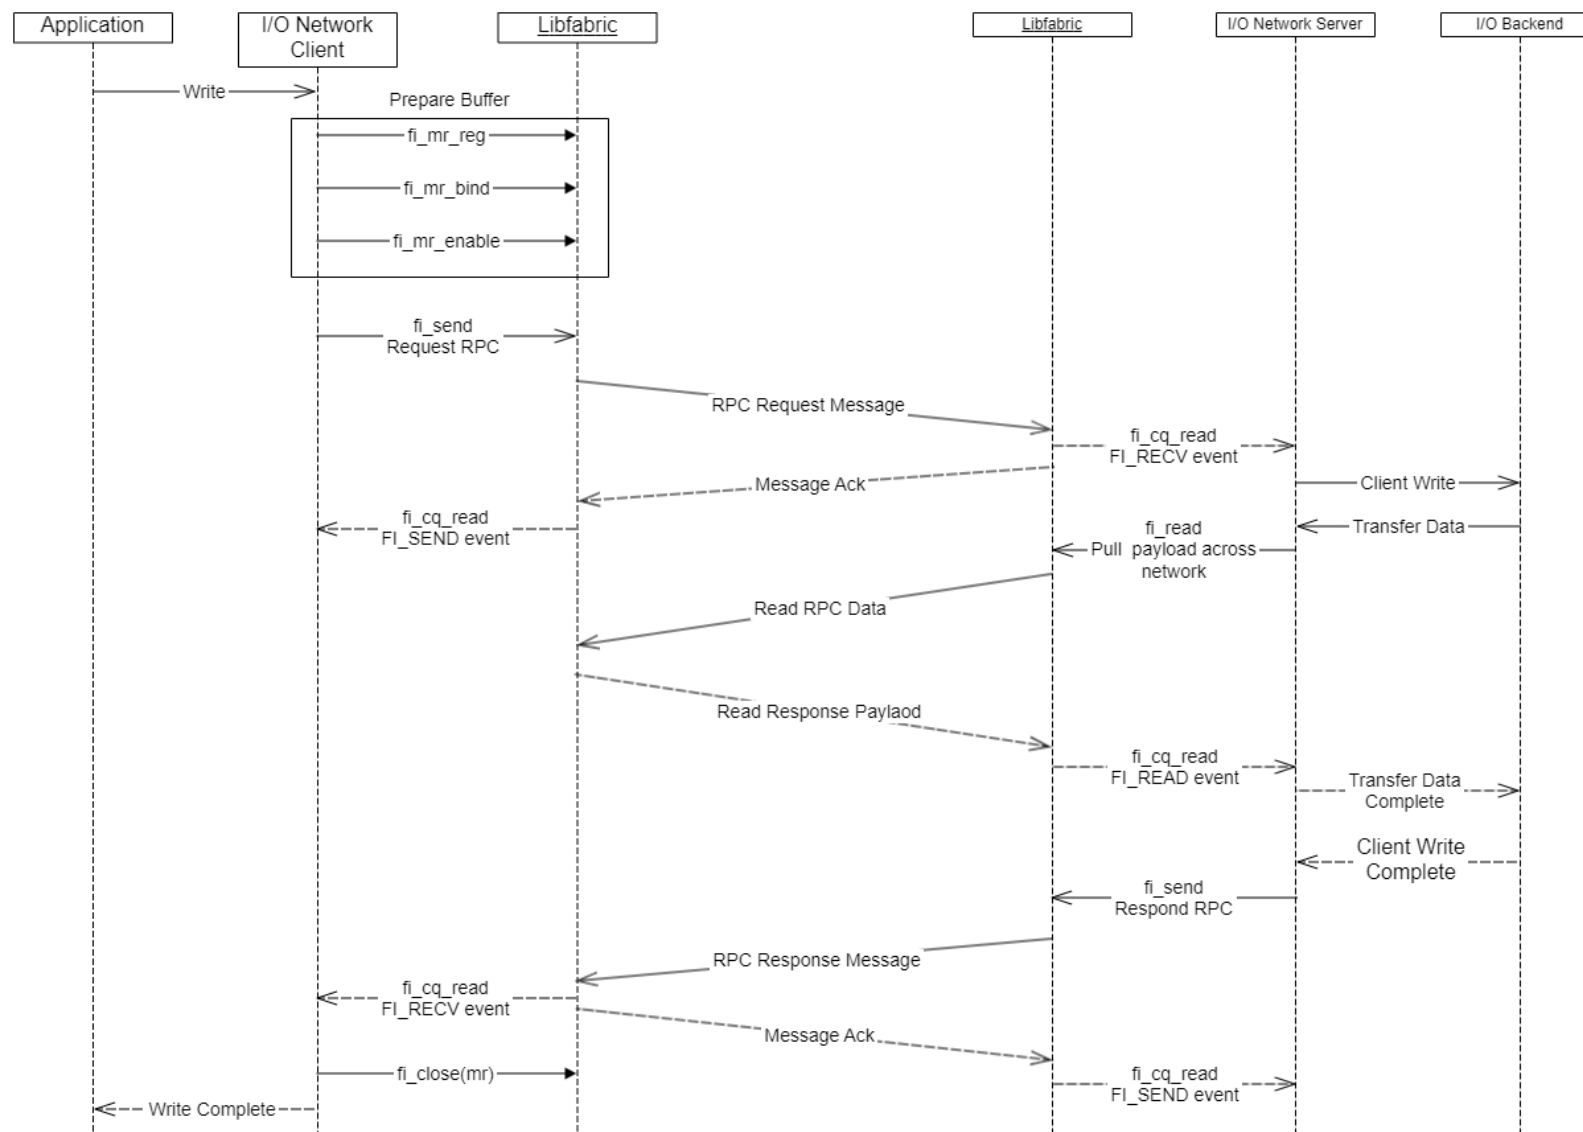 Application
I/O Network
Client
Libfabric
Libfabric
I/O Network Server
I/O Backend
Write
Prepare Buffer
fi_mr_reg
fi_mr_bind
fi_mr_enable
fi_send
Request RPC
RPC Request Message
fi_cq_read
FI_RECV event
Message Ack
Client Write
fi_cq_read
FI_SEND event
Transfer Data
fi_read
Pull payload across
network
Read RPC Data
Read Response Paylaod
fi_cq_read
FI_READ event
Transfer Data
Complete
Client Write
Complete
fi_send
Respond RPC
RPC Response Message
fi_cq_read
FI_RECV event
Message Ack
fi_close(mr)
fi_cq_read
FI_SEND event
Write Complete